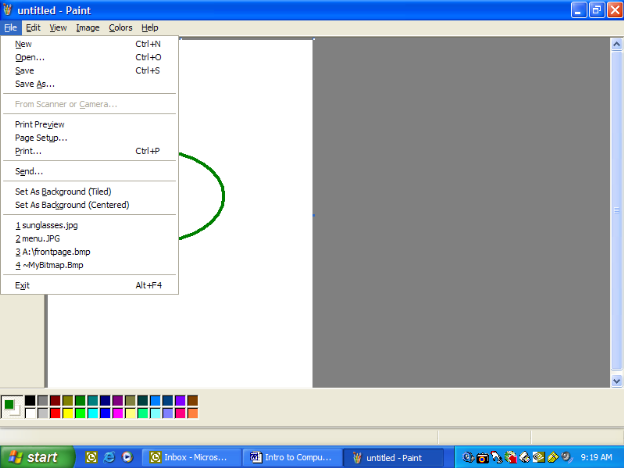 untitled - Paint
File Edit View Image Colors Help
New Ctrl+N
Open... Ctrl+O
Save Ctrl+S
Save As...
From Scanner or Camera...
Print Preview
Page Setup...
Print... Ctrl+P
Send...
Set As Background (Tiled)
Set As Background (Centered)
1 sunglasses.jpg
2 menu.JPG
3 A:\frontpage.bmp
4 ~MyBitmap.Bmp
Exit Alt+F4
start Inbox - Micros... Intro to Compu... untitled - Paint 9:19 AM